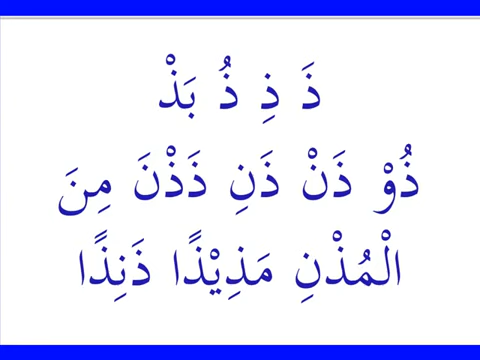 ذَ ذِ ذُ بَذْ
ذُوْ ذَنْ ذَنِ ذَذْنَ مِنَ
الْمُذْنِ مَذِيْذًا ذَنِذًا